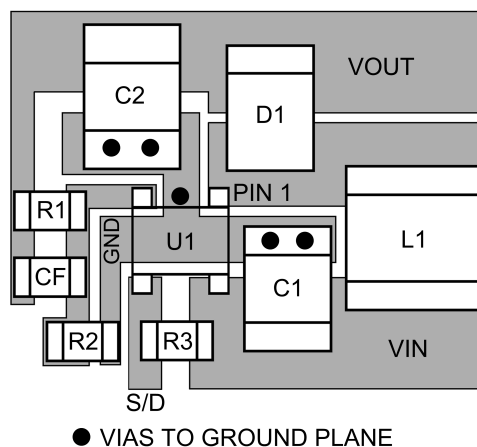 VOUT
C2
D1
R1
PIN 1
GND
U1
L1
CF
C1
R2
R3
VIN
S/D
VIAS TO GROUND PLANE